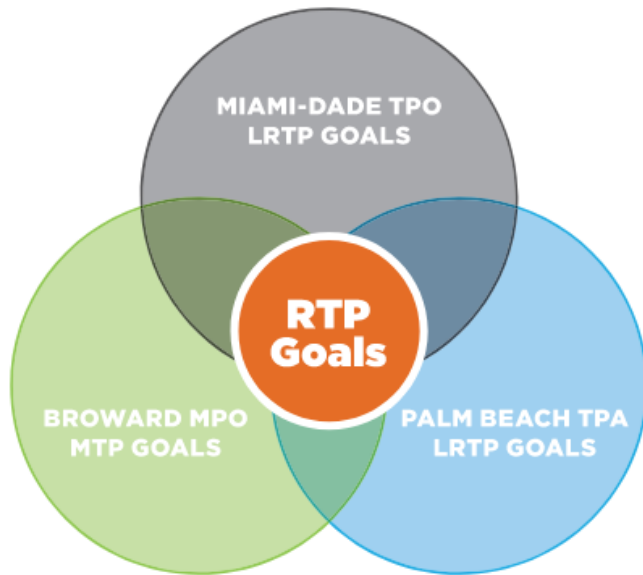 MIAMI-DADE TPO
LRTP GOALS
RTP
Goals
BROWARD MPO
MTP GOALS
PALM BEACH TPA
LRTP GOALS